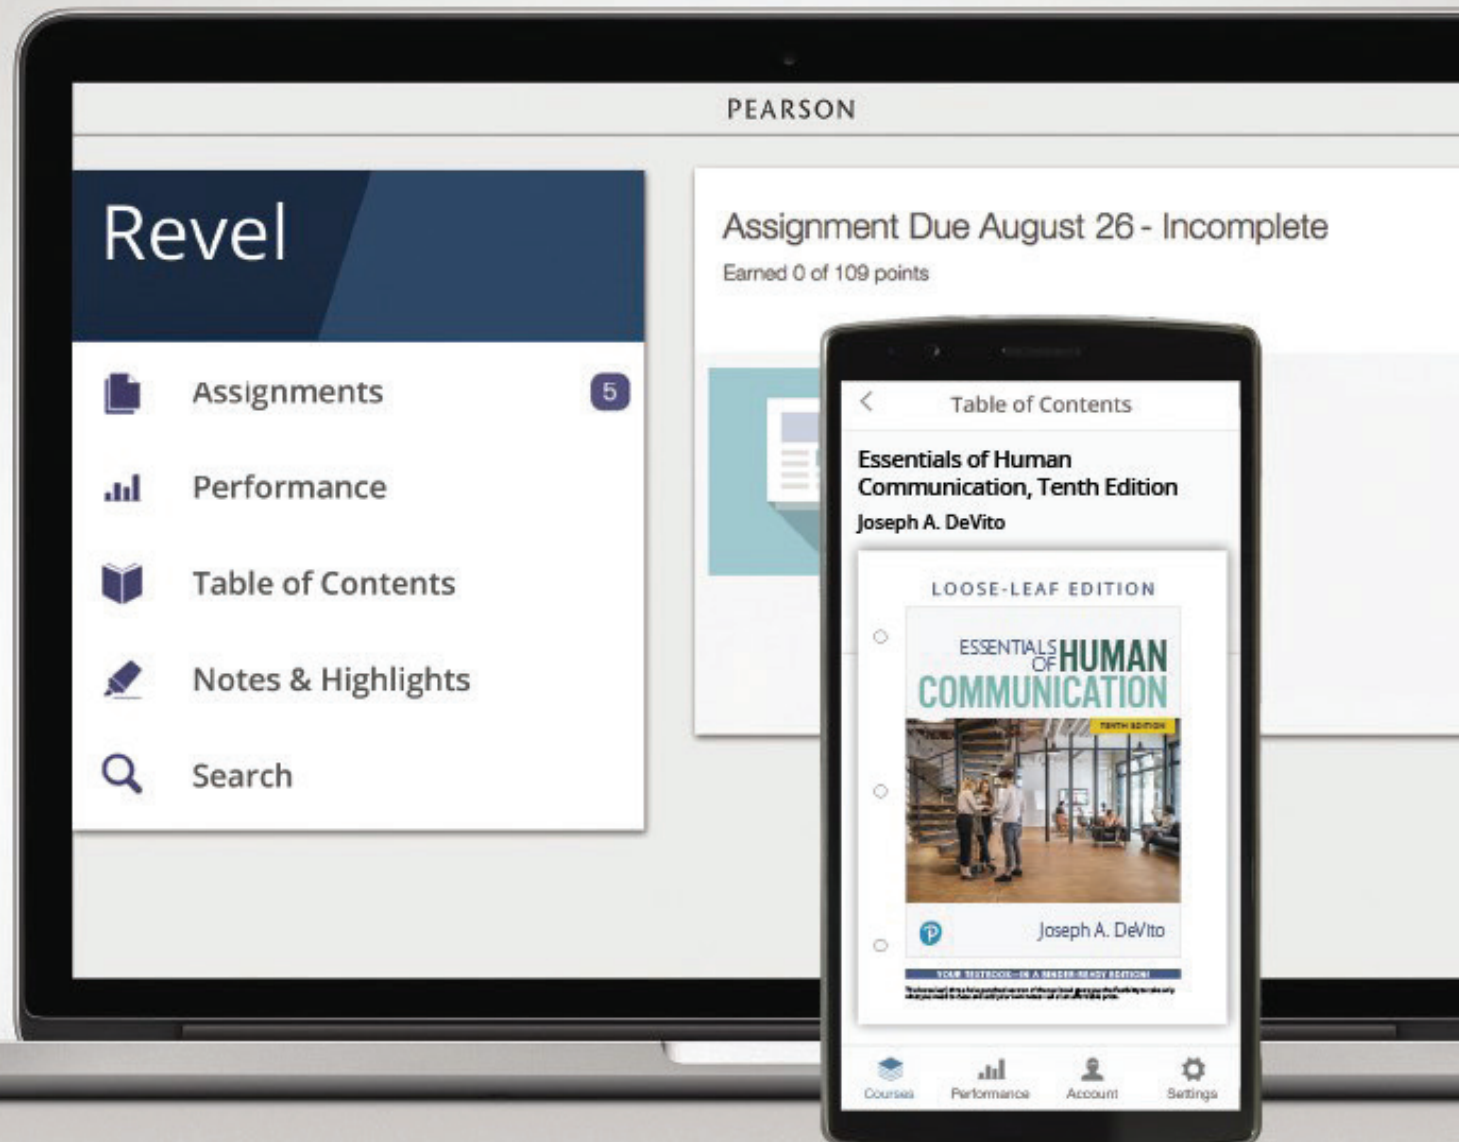 PEARSON
Revel
Assignments 5
Performance
Table of Contents
Notes & Highlights
Search
Assignment Due August 26 - Incomplete
Earned 0 of 109 points
Table of Contents
Essentials of Human
Communication, Tenth Edition
Joseph A. DeVito
LOOSE-LEAF EDITION
ESSENTIALS
OF HUMAN
COMMUNICATION
TENTH EDITION
Joseph A. DeVito
YOUR TEXTBOOK—IN A BINDER-READY EDITION!
Courses Performance Account Settings